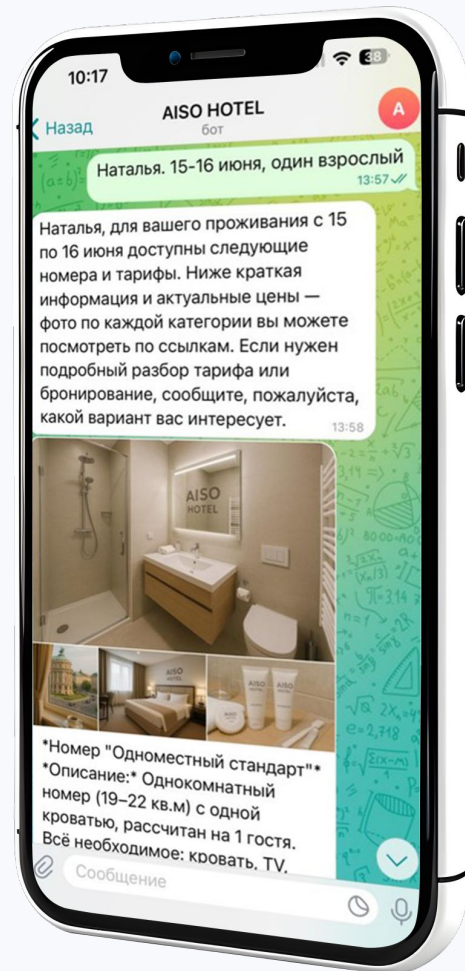 10:17
38
Назад
AISO HOTEL
бот
A
Наталья. 15-16 июня, один взрослый
13:57
Наталья, для вашего проживания с 15
по 16 июня доступны следующие
номера и тарифы. Ниже краткая
информация и актуальные цены —
фото по каждой категории вы можете
посмотреть по ссылкам. Если нужен
подробный разбор тарифа или
бронирование, сообщите, пожалуйста,
какой вариант вас интересует.
13:58
AISO
HOTEL
AISO
HOTEL
AISO
AISO
*Номер "Одноместный стандарт"*
*Описание:* Однокомнатный
номер (19–22 кв.м) с одной
кроватью, рассчитан на 1 гостя.
Всё необходимое: кровать, TV,
Сообщение